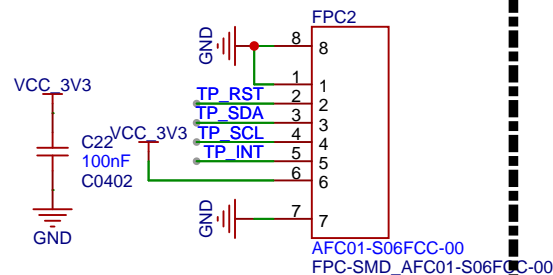 FPC2
GND
8
8
1
1
VCC_3V3
TP_RST
2
2
TP_SDA
3
3
C22
VCC_3V3
TP_SCL
4
4
100nF
TP_INT
5
5
C0402
6
6
GND
GND
7
7
AFC01-S06FCC-00
FPC-SMD_AFC01-S06FCC-00